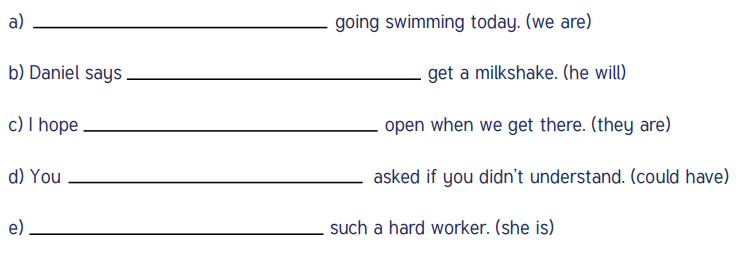 a) ______________________________ going swimming today. (we are)
b) Daniel says ______________________________ get a milkshake. (he will)
c) I hope ______________________________ open when we get there. (they are)
d) You ______________________________ asked if you didn't understand. (could have)
e) ______________________________ such a hard worker. (she is)